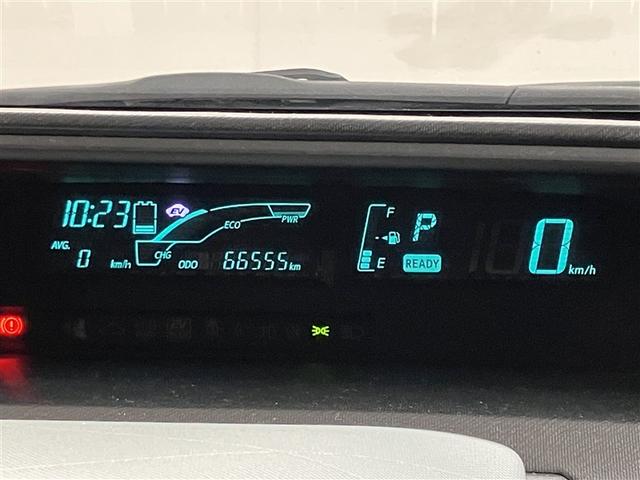 10:23 EV
ECO PWR
AVG. 0 km/h
CHG ODO 66555 km
F
E
P
READY
0 km/h